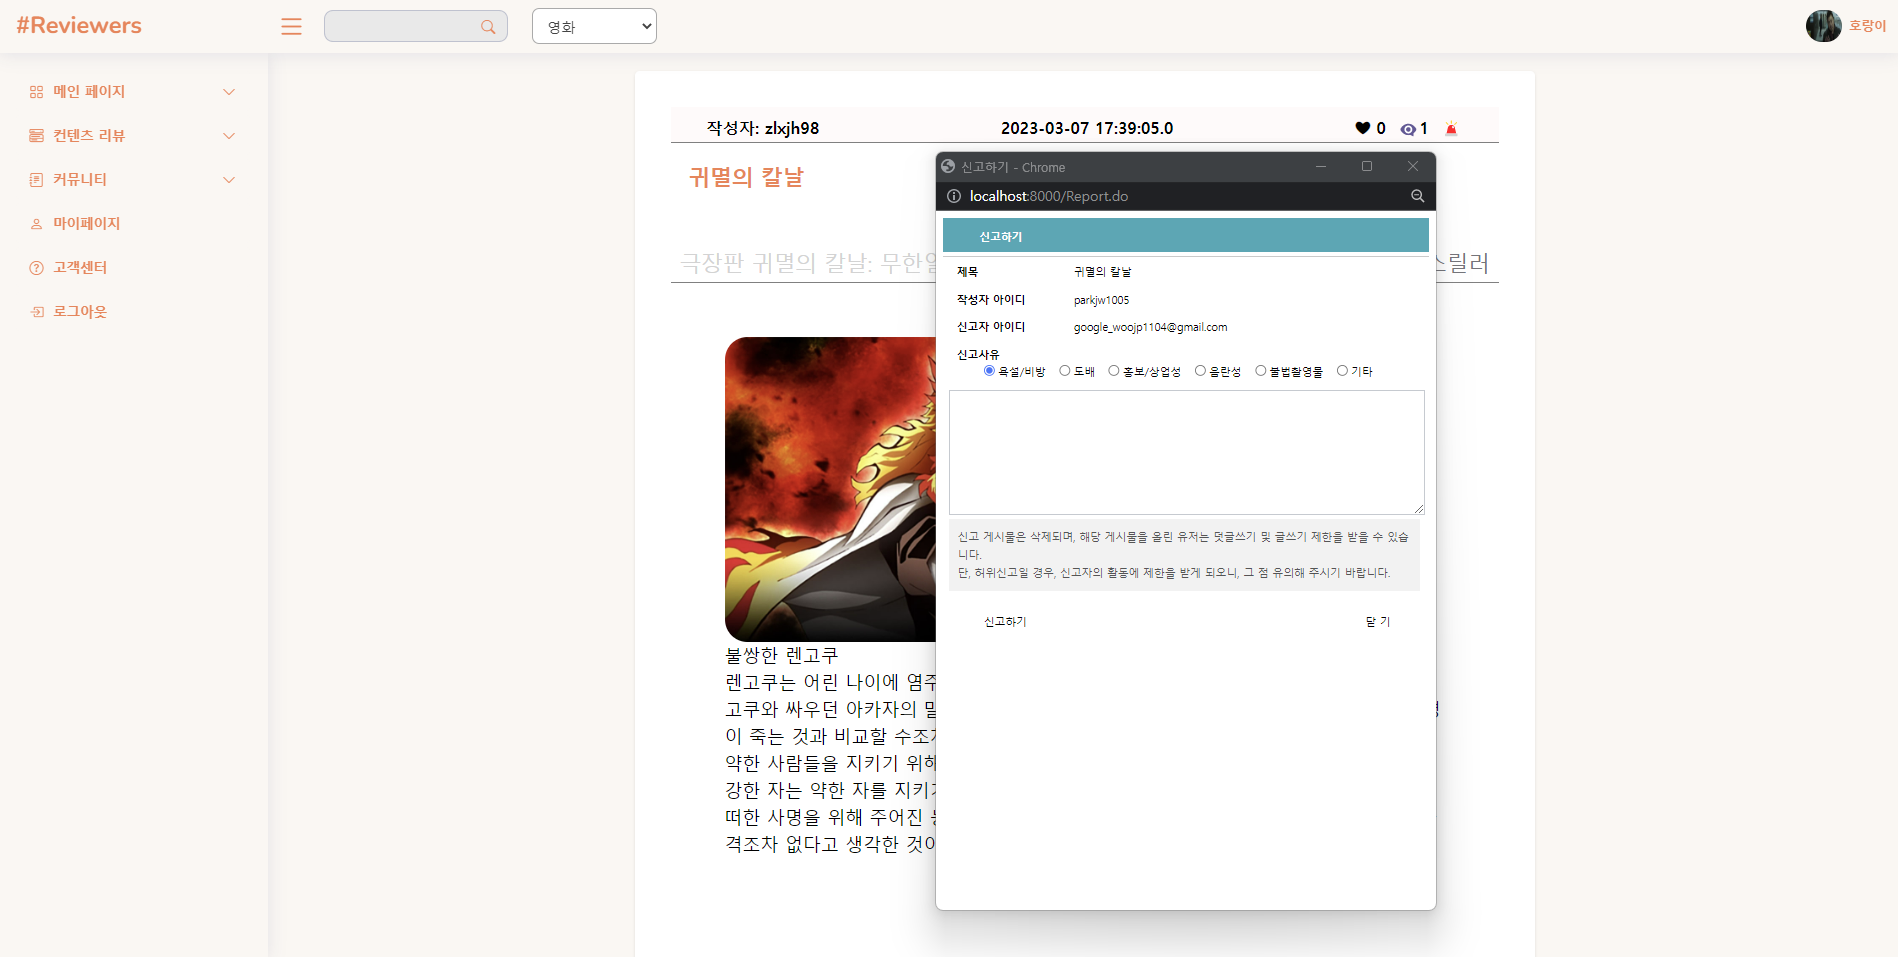 #Reviewers
영화
호랑이
메인 페이지
컨텐츠 리뷰
커뮤니티
마이페이지
고객센터
로그아웃
작성자: zlxjh98 2023-03-07 17:39:05.0 0 1
귀멸의 칼날
극장판 귀멸의 칼날: 무한열 스릴러
불쌍한 렌고쿠
렌고쿠는 어린 나이에 염주
고쿠와 싸우던 아카자의
이 죽는 것과 비교할 수조차
약한 사람들을 지키기 위해
강한 자는 약한 자를 지키
떠한 사명을 위해 주어진
격조차 없다고 생각한 것이
신고하기 - Chrome
localhost:8000/Report.do
신고하기
제목 귀멸의 칼날
작성자 아이디 parkjw1005
신고자 아이디 google_woojp1104@gmail.com
신고사유
욕설/비방 도배 홍보/상업성 음란성 불법촬영물 기타
신고 게시물은 삭제되며, 해당 게시물을 올린 유저는 덧글쓰기 및 글쓰기 제한을 받을 수 있습
니다.
단, 허위신고일 경우, 신고자의 활동에 제한을 받게 되오니, 그 점 유의해 주시기 바랍니다.
신고하기 닫 기